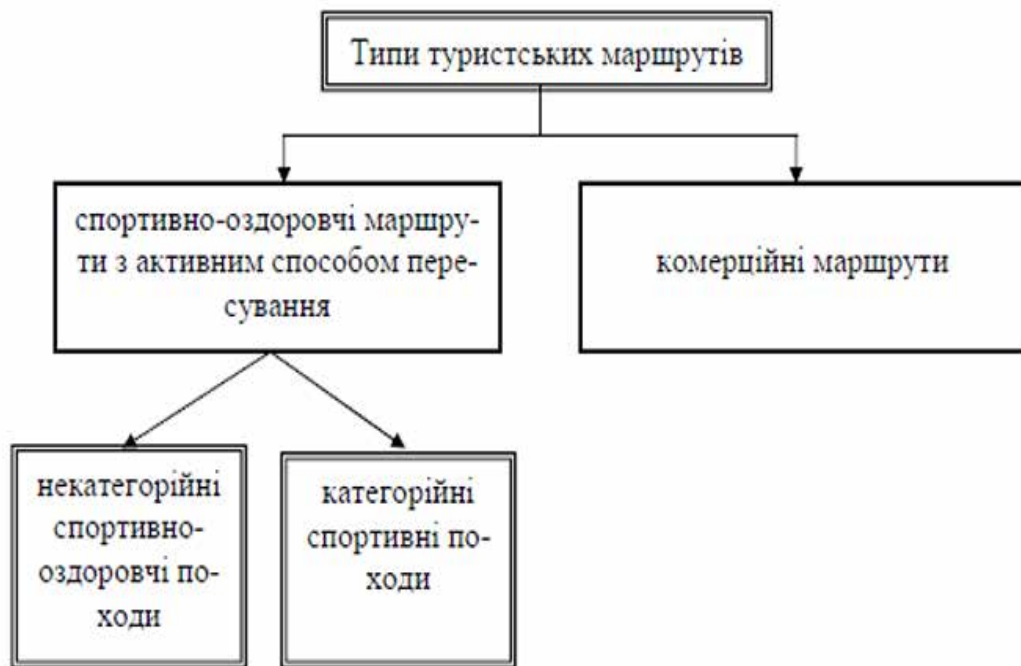 Типи туристських маршрутів
спортивно-оздоровчі маршру-
ти з активним способом пере-
сування
комерційні маршрути
некатегорійні
спортивно-
оздоровчі по-
ходи
категорійні
спортивні по-
ходи